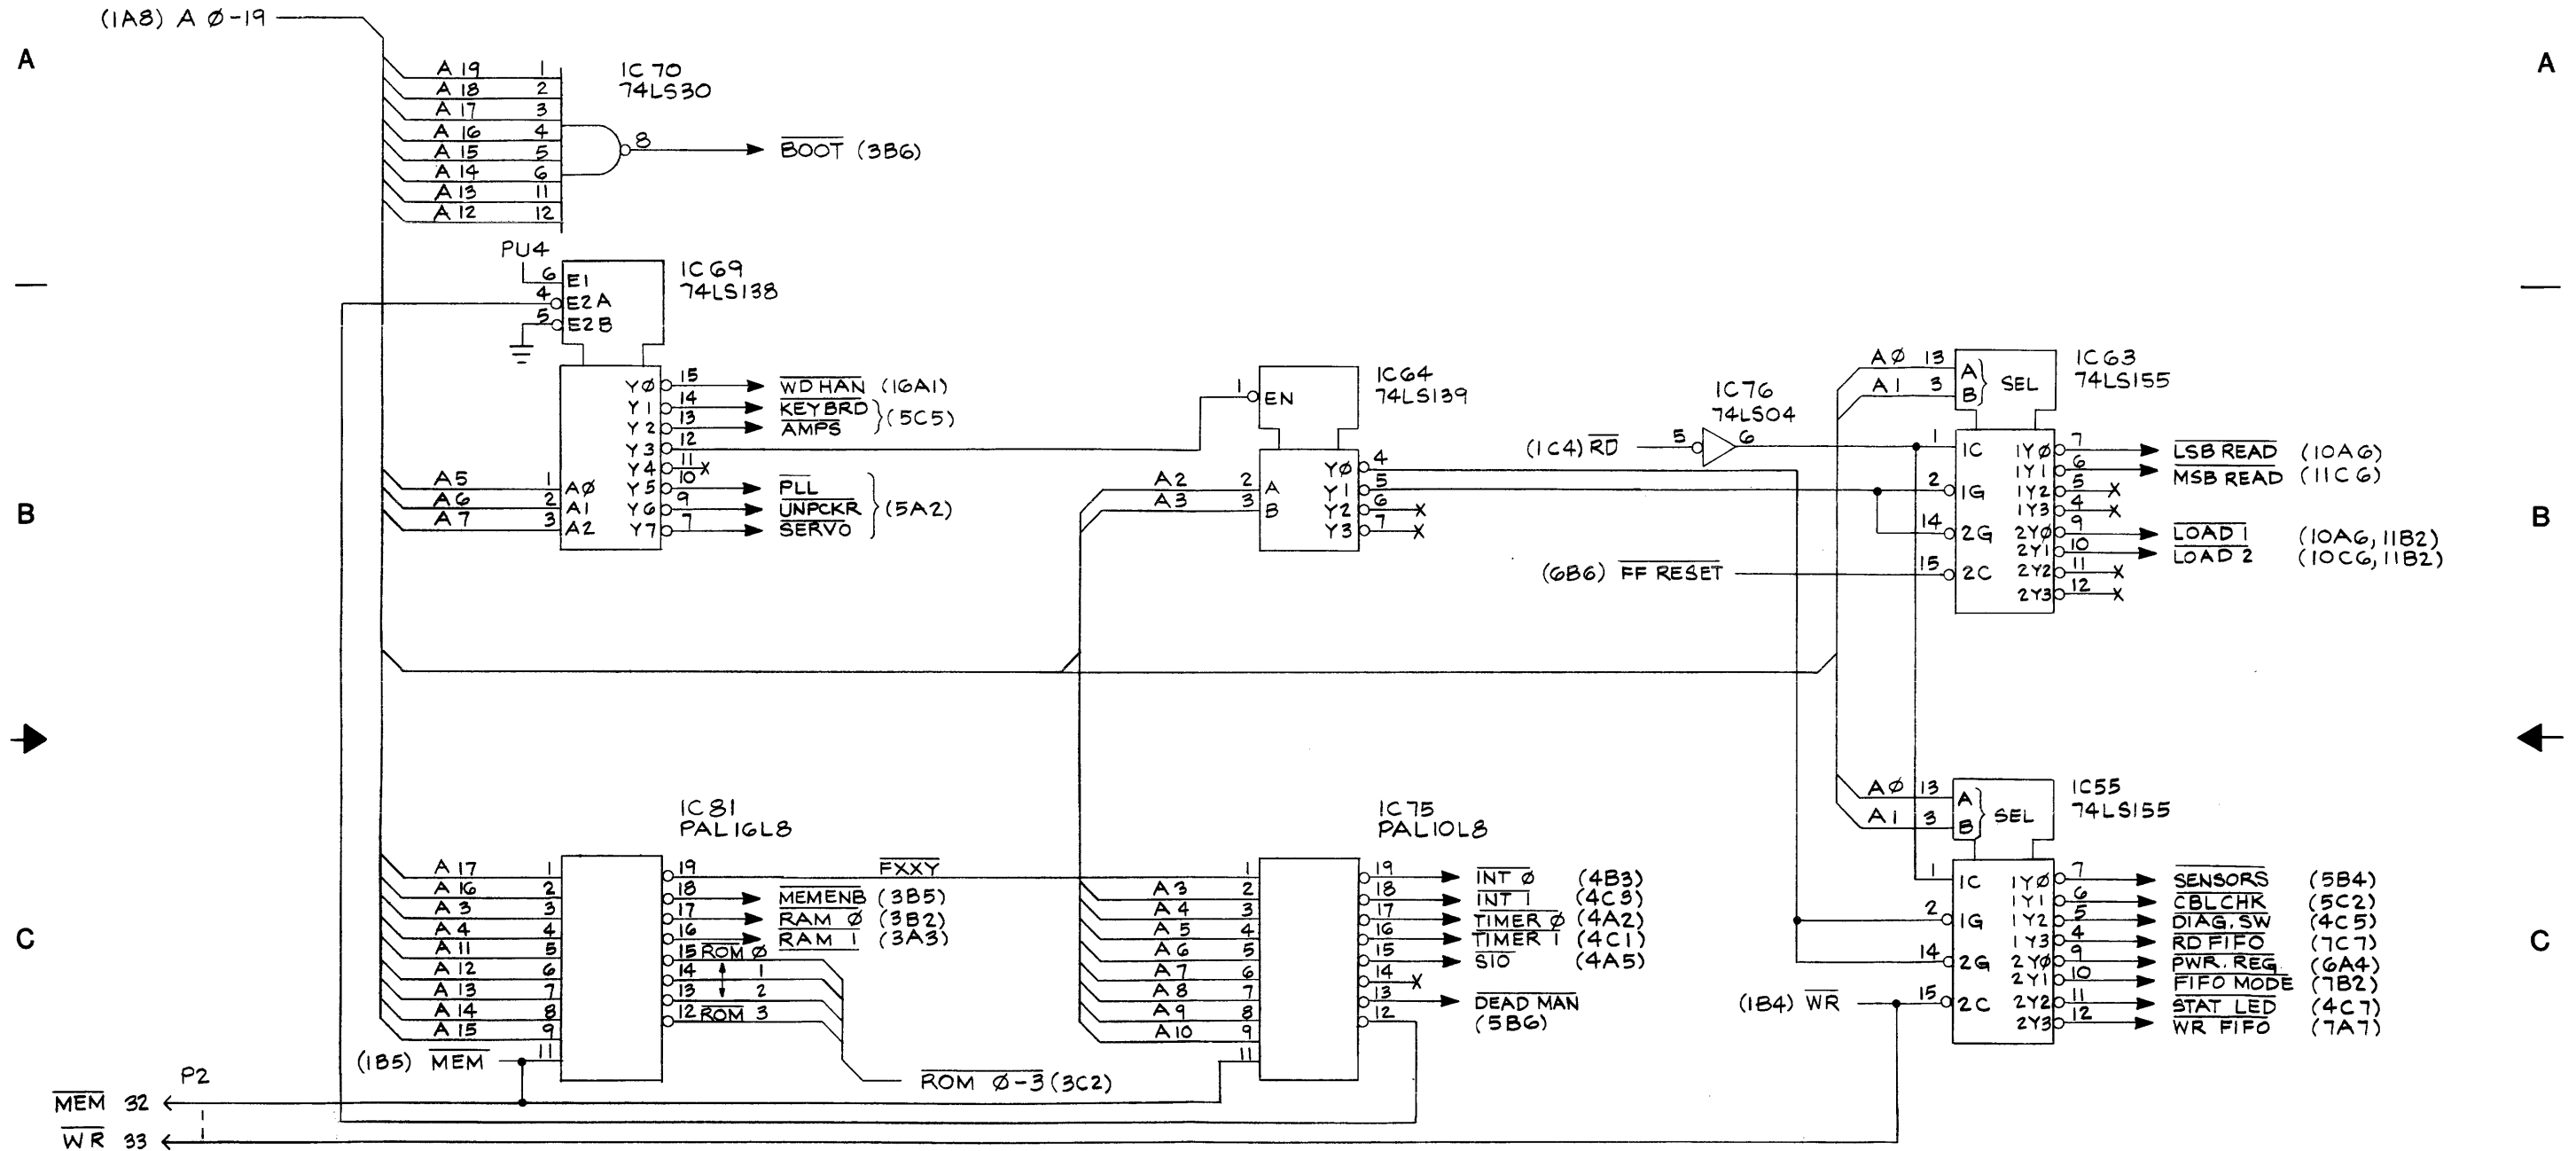 (1A8) A Ø-19
A
A
A 19 1
A 18 2
A 17 3
A 16 4
A 15 5
A 14 6
A 13 11
A 12 12
IC 70
74LS30
8
BOOT (3B6)
PU4
6 E1
4 E2A
5 E2B
IC69
74LS138
YØ 15 WD HAN (16A1)
Y1 14 KEYBRD
Y2 13 AMPS
(5C5)
Y3 12
Y4 11 X
Y5 10 PLL
Y6 9 UNPCKR
Y7 7 SERVO
(5A2)
A5 1 AØ
A6 2 A1
A7 3 A2
B
B
1 EN
IC64
74LS139
A2 2 A
A3 3 B
YØ 4
Y1 5
Y2 6 X
Y3 7 X
IC76
74LS04
(1C4) RD 5 6
(6B6) FF RESET
AØ 13 A
A1 3 B
SEL
IC63
74LS155
1 1C
2 1G
14 2G
15 2C
1YØ 7 LSB READ (10A6)
1Y1 6 MSB READ (11C6)
1Y2 5 X
1Y3 4 X
2YØ 9 LOAD 1 (10A6, 11B2)
2Y1 10 LOAD 2 (10C6, 11B2)
2Y2 11 X
2Y3 12 X
IC 81
PAL16L8
A 17 1
A 16 2
A 3 3
A 4 4
A 11 5
A 12 6
A 13 7
A 14 8
A 15 9
(1B5) MEM 11
19 FXXY
18 MEMENB (3B5)
17 RAM Ø (3B2)
16 RAM 1 (3A3)
15 ROM Ø
14 1
13 2
12 ROM 3
ROM Ø-3 (3C2)
C
C
IC75
PAL10L8
1
A 3 2
A 4 3
A 5 4
A 6 5
A 7 6
A 8 7
A 9 8
A 10 9
11
19 INT Ø (4B3)
18 INT 1 (4C3)
17 TIMER Ø (4A2)
16 TIMER 1 (4C1)
15 SIO (4A5)
14 X
13 DEAD MAN
(5B6)
12
AØ 13 A
A1 3 B
SEL
IC55
74LS155
1 1C
2 1G
14 2G
(1B4) WR 15 2C
1YØ 7 SENSORS (5B4)
1Y1 6 CBLCHK (5C2)
1Y2 5 DIAG. SW (4C5)
1Y3 4 RD FIFO (7C7)
2YØ 9 PWR. REG (6A4)
2Y1 10 FIFO MODE (7B2)
2Y2 11 STAT LED (4C7)
2Y3 12 WR FIFO (7A7)
P2
MEM 32
WR 33